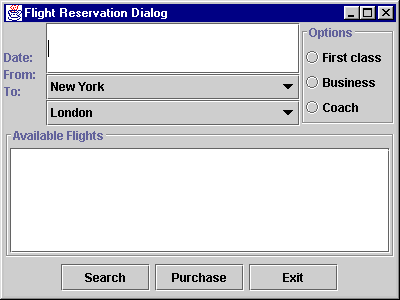 Flight Reservation Dialog
Options
Date:
First class
From:
New York
Business
To:
London
Coach
Available Flights
Search
Purchase
Exit